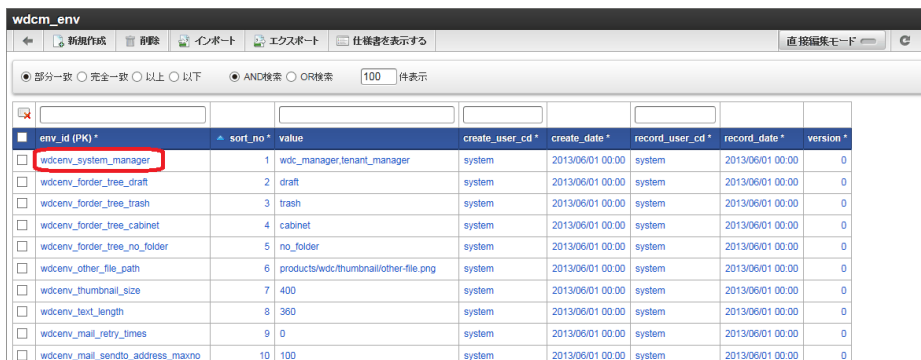 wdcm_env
新規作成 削除 インポート エクスポート 仕様書を表示する 直接編集モード
部分一致 完全一致 以上 以下 AND検索 OR検索 100 件表示
env_id (PK) * sort_no * value create_user_cd * create_date * record_user_cd * record_date * version *
wdcenv_system_manager 1 wdc_manager,tenant_manager system 2013/06/01 00:00 system 2013/06/01 00:00 0
wdcenv_forder_tree_draft 2 draft system 2013/06/01 00:00 system 2013/06/01 00:00 0
wdcenv_forder_tree_trash 3 trash system 2013/06/01 00:00 system 2013/06/01 00:00 0
wdcenv_forder_tree_cabinet 4 cabinet system 2013/06/01 00:00 system 2013/06/01 00:00 0
wdcenv_forder_tree_no_folder 5 no_folder system 2013/06/01 00:00 system 2013/06/01 00:00 0
wdcenv_other_file_path 6 products/wdc/thumbnail/other-file.png system 2013/06/01 00:00 system 2013/06/01 00:00 0
wdcenv_thumbnail_size 7 400 system 2013/06/01 00:00 system 2013/06/01 00:00 0
wdcenv_text_length 8 360 system 2013/06/01 00:00 system 2013/06/01 00:00 0
wdcenv_mail_retry_times 9 0 system 2013/06/01 00:00 system 2013/06/01 00:00 0
wdcenv_mail_sendto_address_maxno 10 100 system 2013/06/01 00:00 system 2013/06/01 00:00 0